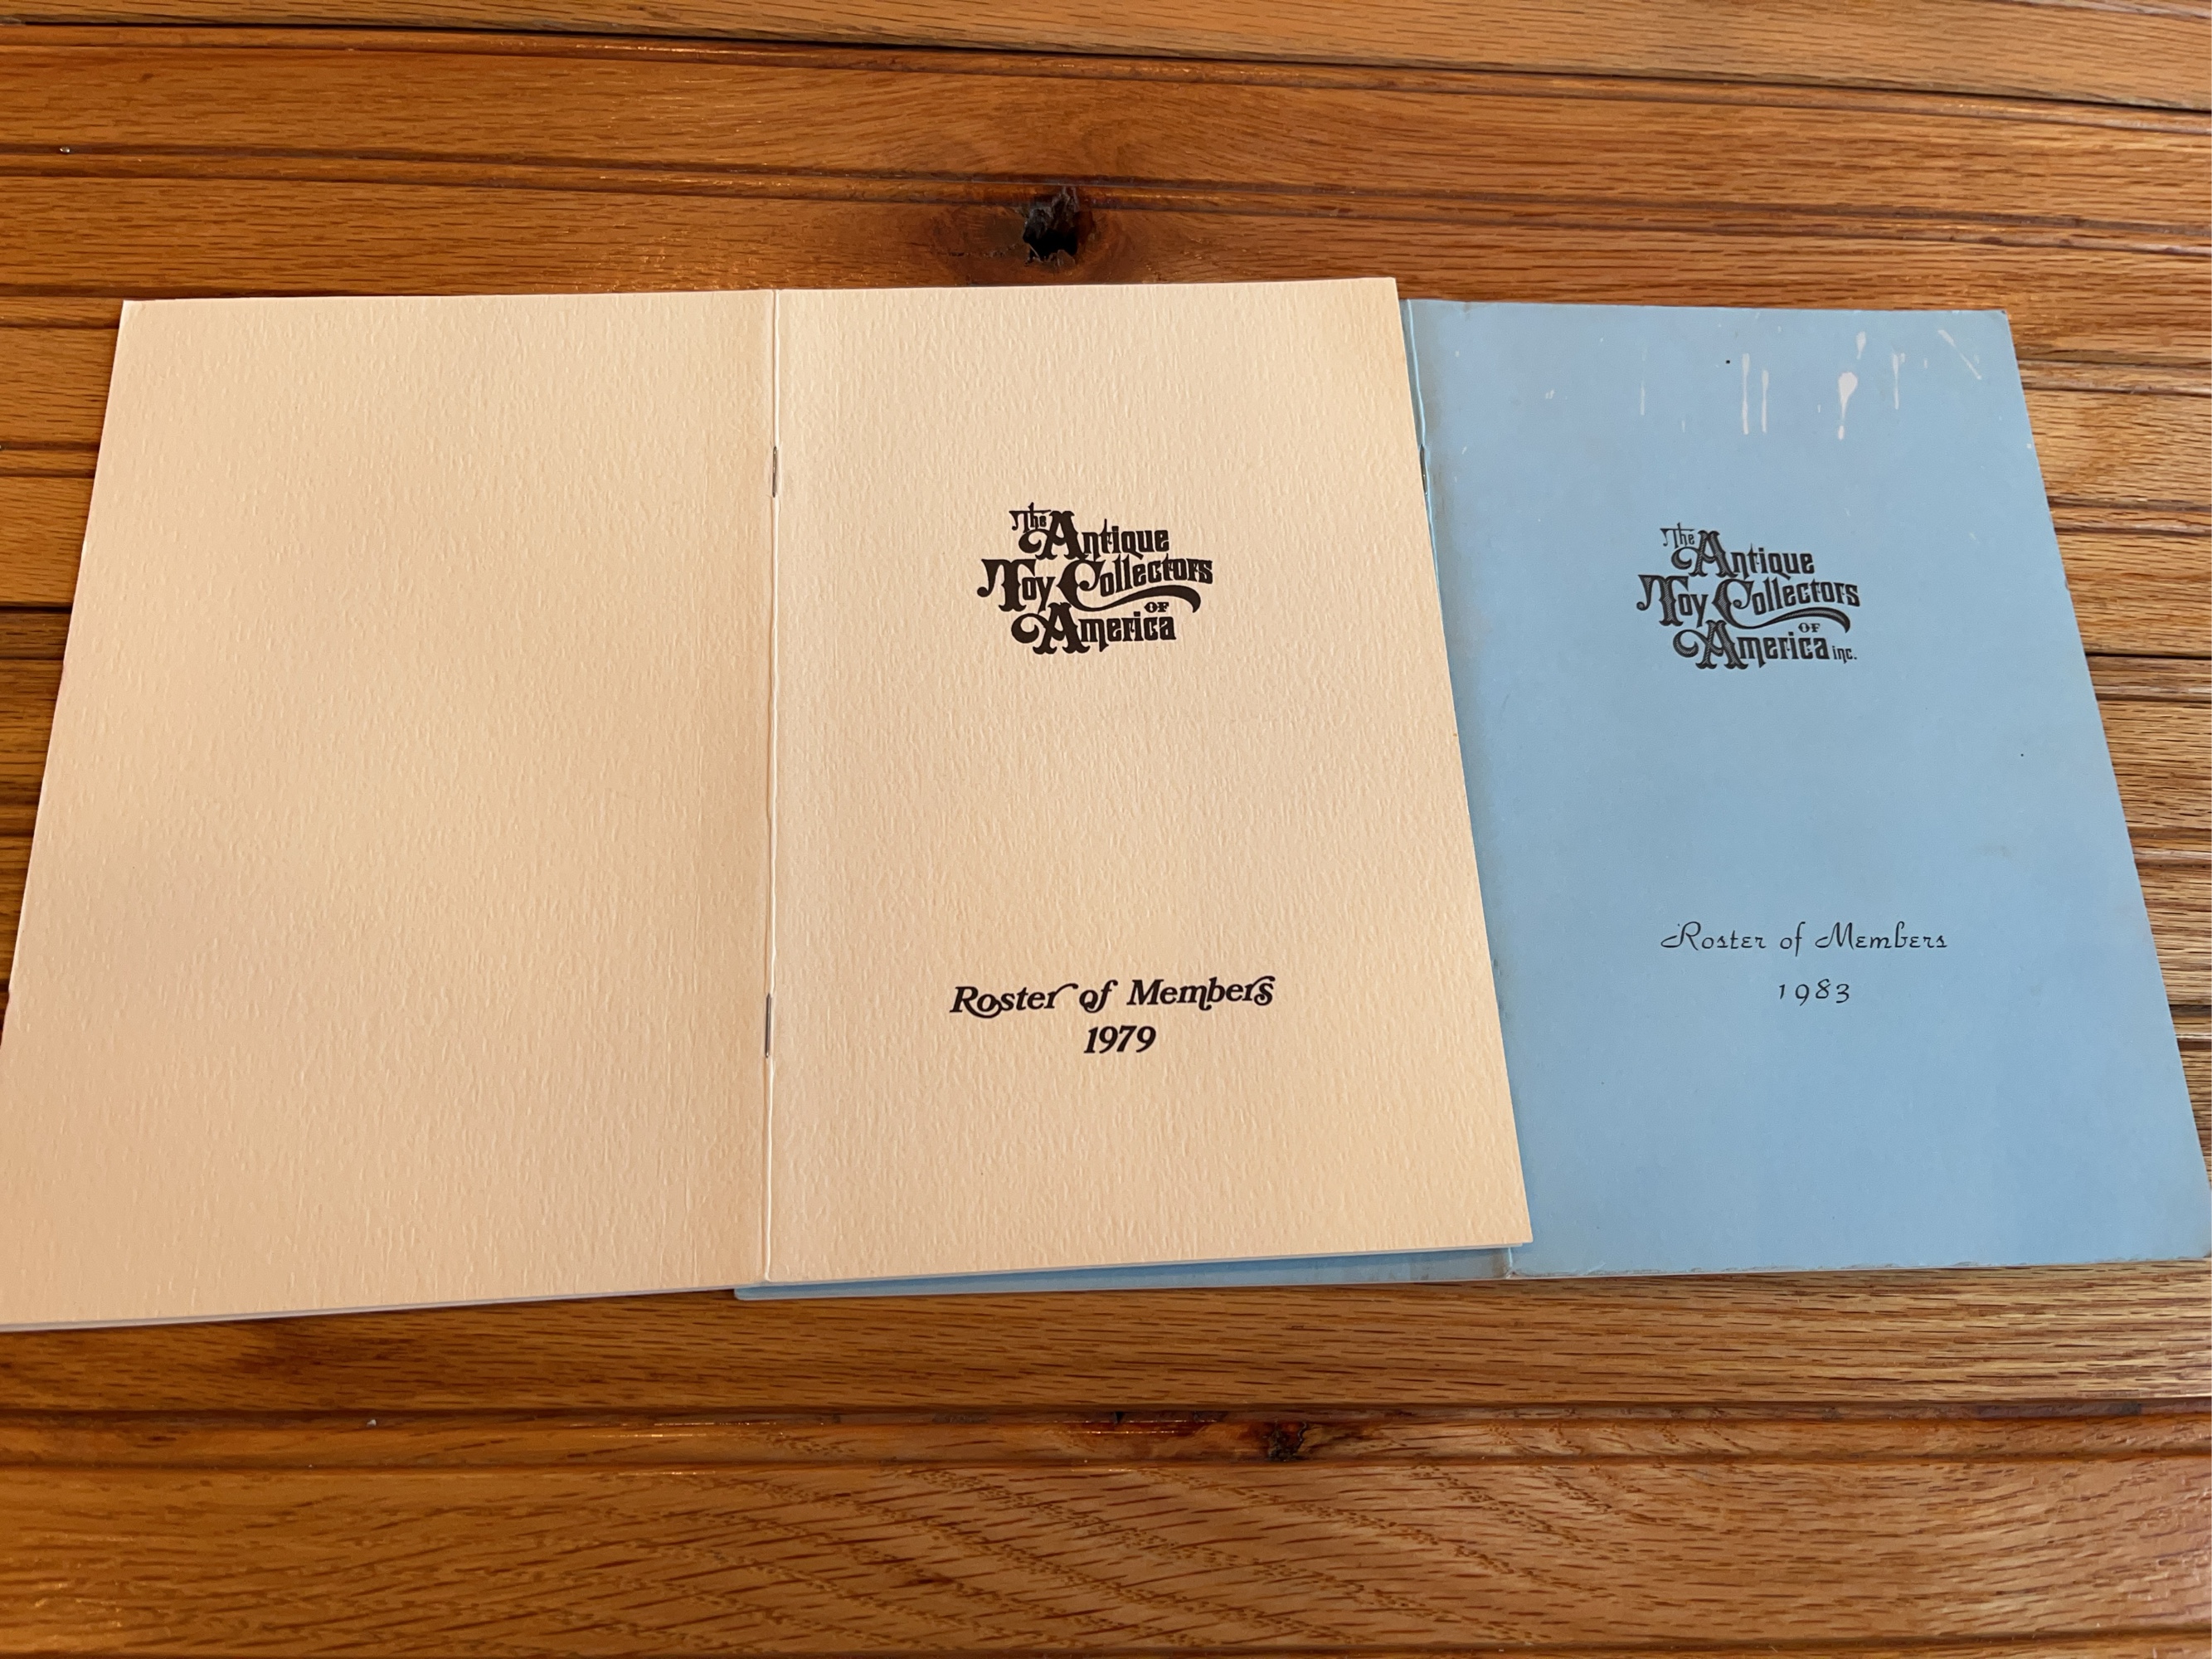 The Antique
Toy Collectors
OF
America
Roster of Members
1979
The Antique
Toy Collectors
OF
America inc.
Roster of Members
1983